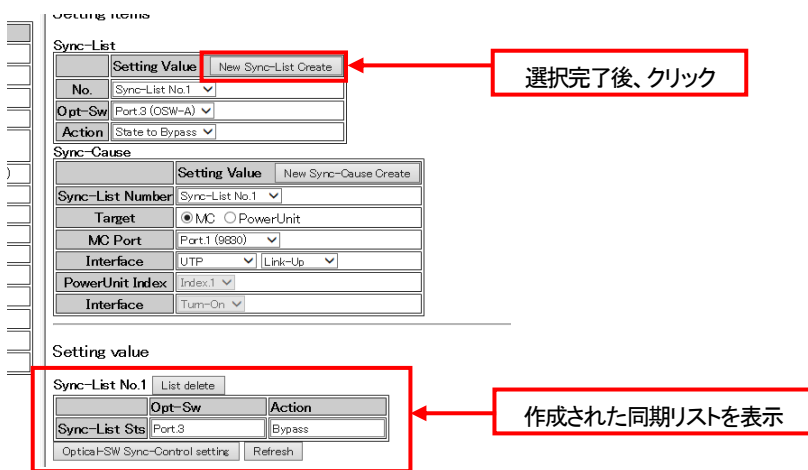 Setting Items
Sync-List
Setting Value New Sync-List Create
No. Sync-List No.1
Opt-Sw Port.3 (OSW-A)
Action State to Bypass
Sync-Cause
Setting Value New Sync-Cause Create
Sync-List Number Sync-List No.1
Target MC PowerUnit
MC Port Port.1 (9830)
Interface UTP Link-Up
PowerUnit Index Index.1
Interface Turn-On
選択完了後、クリック
)
Setting value
Sync-List No.1 List delete
Opt-Sw Action
Sync-List Sts Port.3 Bypass
Optical-SW Sync-Control setting Refresh
作成された同期リストを表示